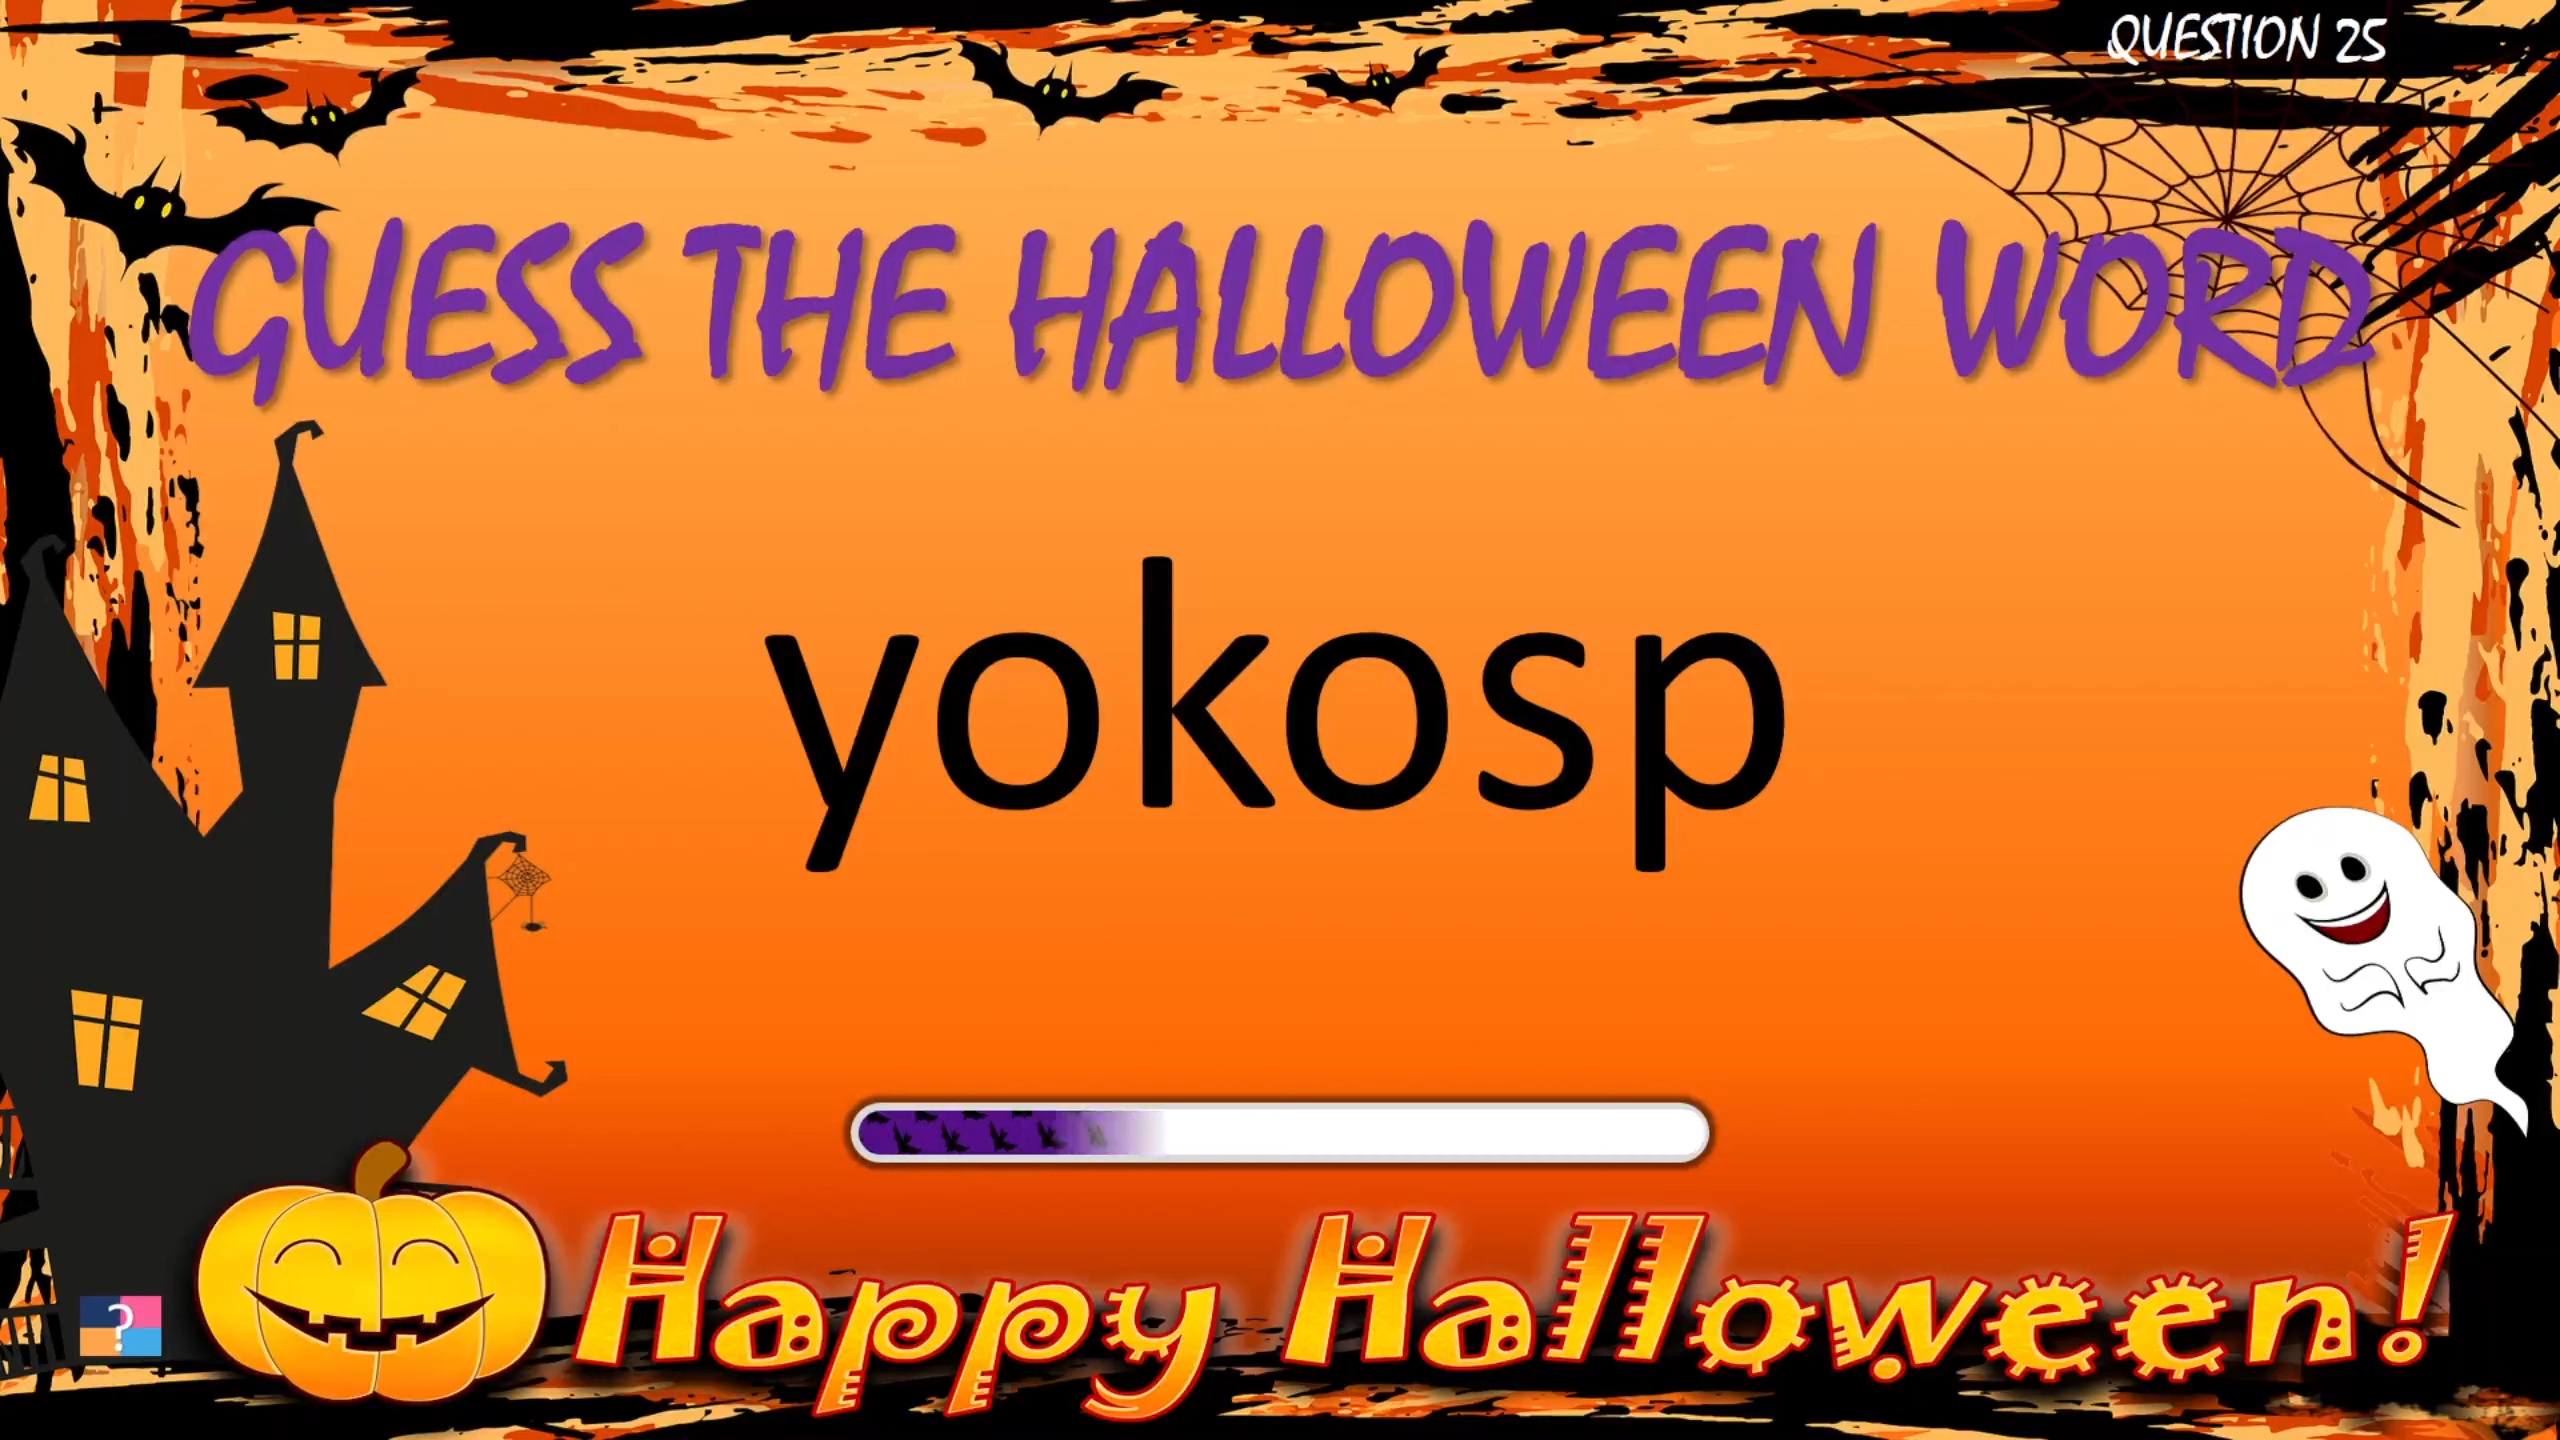 QUESTION 25
GUESS THE HALLOWEEN WORD
yokosp
?
Happy Halloween!